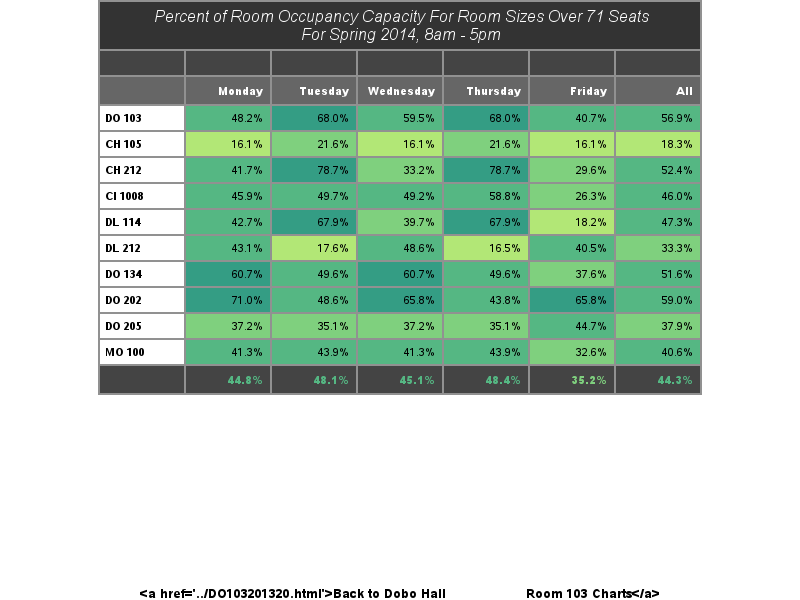 Percent of Room Occupancy Capacity For Room Sizes Over 71 Seats
For Spring 2014, 8am - 5pm
Monday Tuesday Wednesday Thursday Friday All
DO 103 48.2% 68.0% 59.5% 68.0% 40.7% 56.9%
CH 105 16.1% 21.6% 16.1% 21.6% 16.1% 18.3%
CH 212 41.7% 78.7% 33.2% 78.7% 29.6% 52.4%
CI 1008 45.9% 49.7% 49.2% 58.8% 26.3% 46.0%
DL 114 42.7% 67.9% 39.7% 67.9% 18.2% 47.3%
DL 212 43.1% 17.6% 48.6% 16.5% 40.5% 33.3%
DO 134 60.7% 49.6% 60.7% 49.6% 37.6% 51.6%
DO 202 71.0% 48.6% 65.8% 43.8% 65.8% 59.0%
DO 205 37.2% 35.1% 37.2% 35.1% 44.7% 37.9%
MO 100 41.3% 43.9% 41.3% 43.9% 32.6% 40.6%
44.8% 48.1% 45.1% 48.4% 35.2% 44.3%
<a href='../DO103201320.html'>Back to Dobo Hall Room 103 Charts</a>